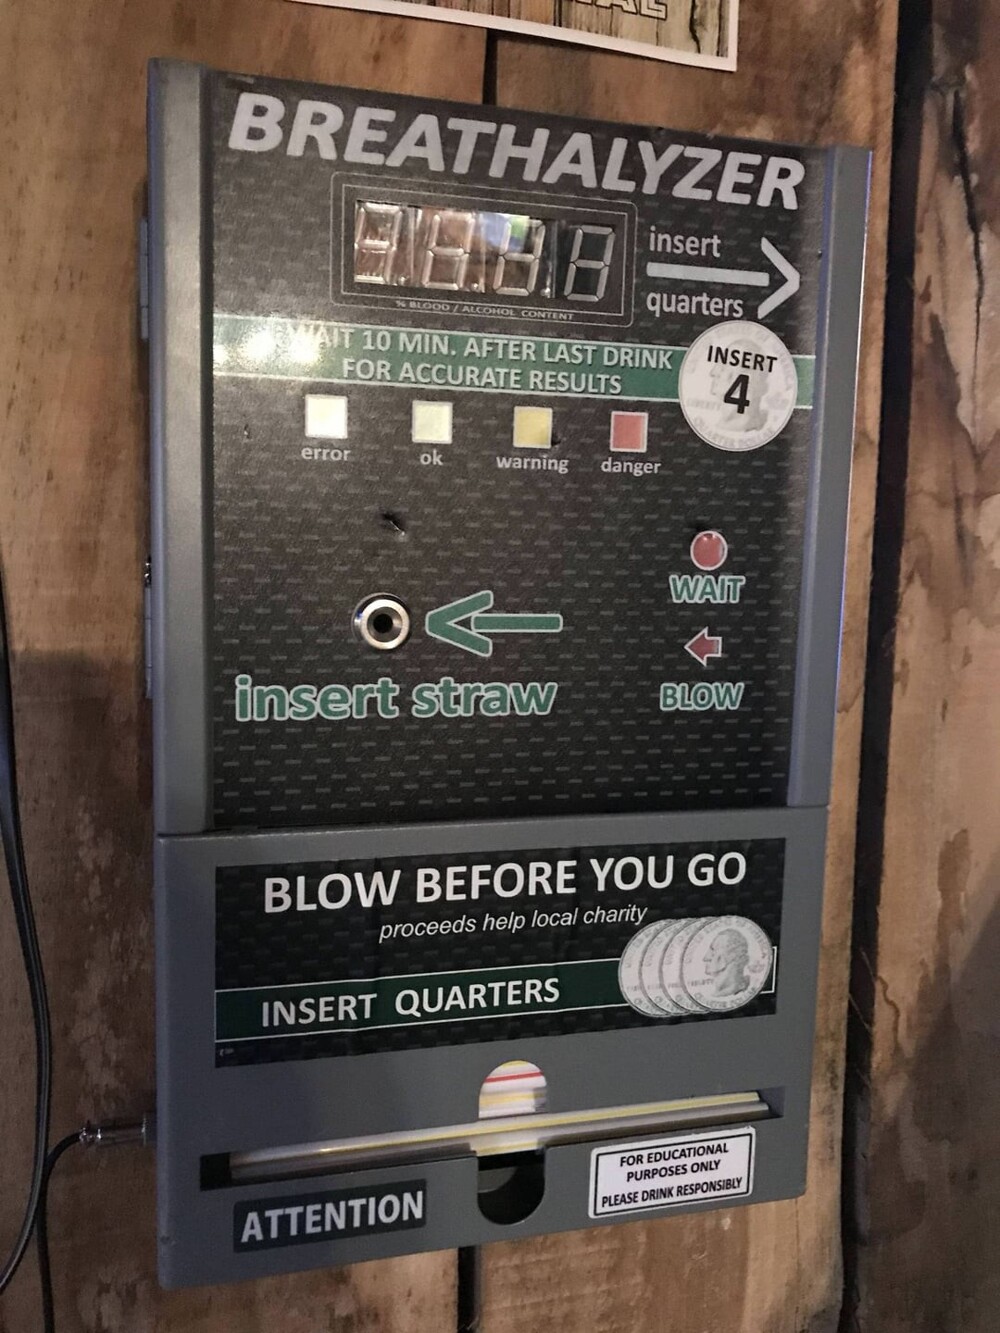 BREATHALYZER
insert
quarters
% BLOOD / ALCOHOL CONTENT
WAIT 10 MIN. AFTER LAST DRINK
FOR ACCURATE RESULTS
INSERT
4
QUARTER DOLLAR
error ok warning danger
WAIT
insert straw
BLOW
BLOW BEFORE YOU GO
proceeds help local charity
INSERT QUARTERS
FOR EDUCATIONAL
PURPOSES ONLY
PLEASE DRINK RESPONSIBLY
ATTENTION